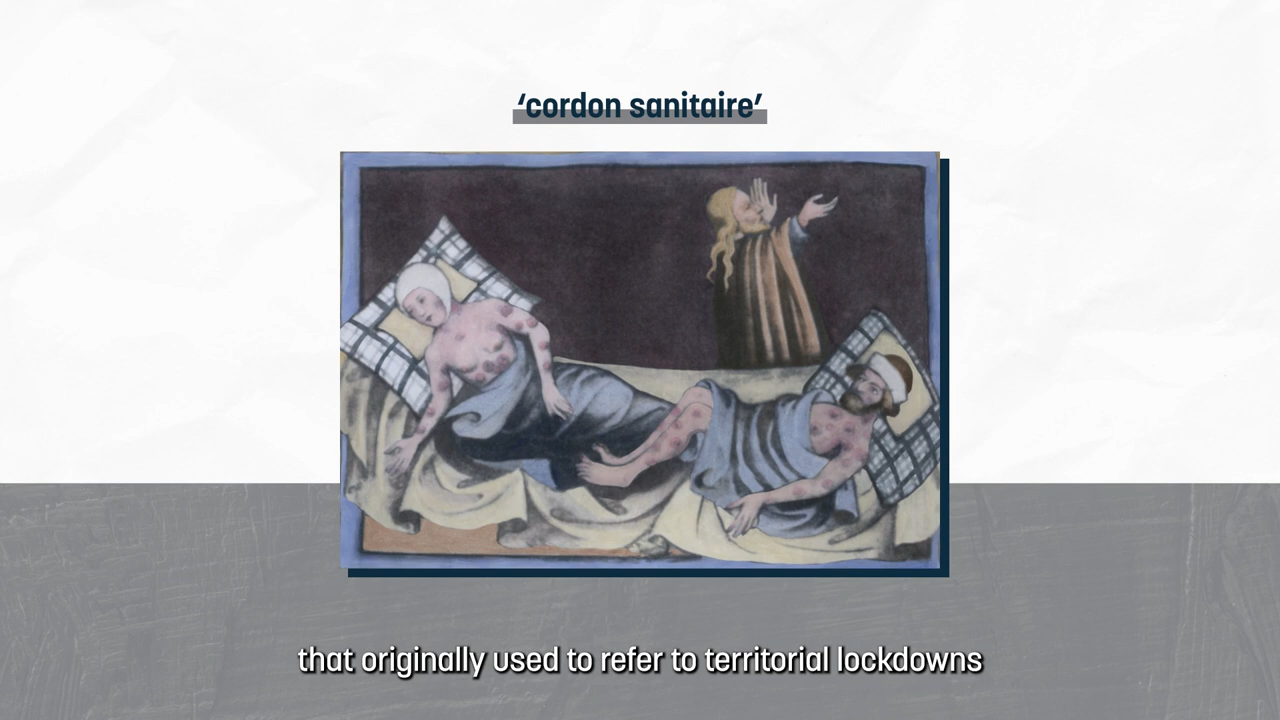 ‘cordon sanitaire’
that originally used to refer to territorial lockdowns